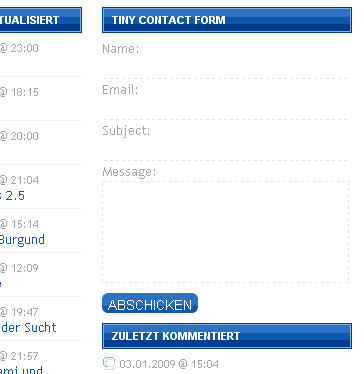 TUALISIERT
@ 23:00
@ 18:15
@ 20:00
@ 21:04
2.5
@ 15:14
Burgund
@ 12:09
@ 19:47
der Sucht
@ 21:57
ami und
TINY CONTACT FORM
Name:
Email:
Subject:
Message:
ABSCHICKEN
ZULETZT KOMMENTIERT
03.01.2009 @ 15:04